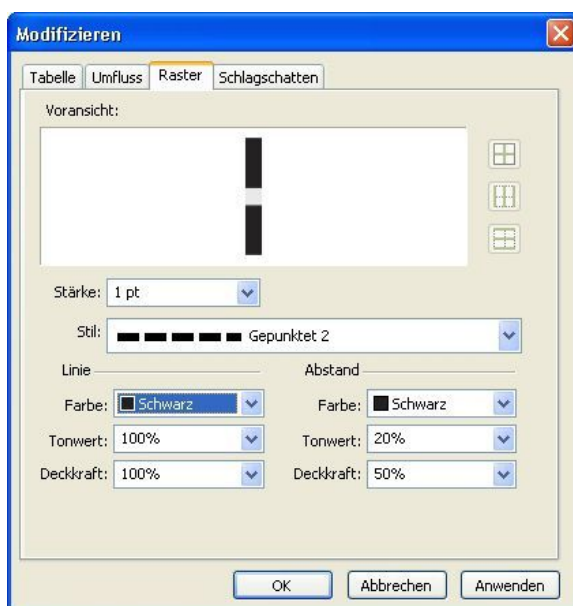 Modifizieren
Tabelle Umfluss Raster Schlagschatten
Voransicht:
Stärke: 1 pt
Stil: Gepunktet 2
Linie Abstand
Farbe: Schwarz Farbe: Schwarz
Tonwert: 100% Tonwert: 20%
Deckkraft: 100% Deckkraft: 50%
OK Abbrechen Anwenden